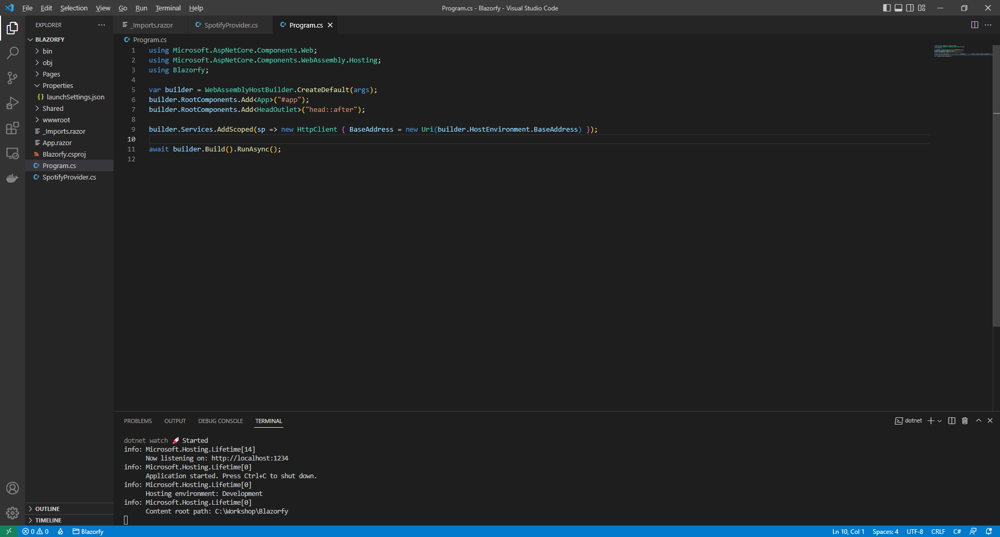 File Edit Selection View Go Run Terminal Help
Program.cs - Blazorfy - Visual Studio Code
EXPLORER
BLAZORFY
bin
obj
Pages
Properties
{} launchSettings.json
Shared
wwwroot
_Imports.razor
App.razor
Blazorfy.csproj
C# Program.cs
C# SpotifyProvider.cs
OUTLINE
TIMELINE
_Imports.razor C# SpotifyProvider.cs C# Program.cs
C# Program.cs
1 using Microsoft.AspNetCore.Components.Web;
2 using Microsoft.AspNetCore.Components.WebAssembly.Hosting;
3 using Blazorfy;
4
5 var builder = WebAssemblyHostBuilder.CreateDefault(args);
6 builder.RootComponents.Add<App>("#app");
7 builder.RootComponents.Add<HeadOutlet>("head::after");
8
9 builder.Services.AddScoped(sp => new HttpClient { BaseAddress = new Uri(builder.HostEnvironment.BaseAddress) });
10
11 await builder.Build().RunAsync();
12
PROBLEMS OUTPUT DEBUG CONSOLE TERMINAL
dotnet
dotnet watch 🚀 Started
info: Microsoft.Hosting.Lifetime[14]
Now listening on: http://localhost:1234
info: Microsoft.Hosting.Lifetime[0]
Application started. Press Ctrl+C to shut down.
info: Microsoft.Hosting.Lifetime[0]
Hosting environment: Development
info: Microsoft.Hosting.Lifetime[0]
Content root path: C:\Workshop\Blazorfy
0 0 Blazorfy
Ln 10, Col 1 Spaces: 4 UTF-8 CRLF C#